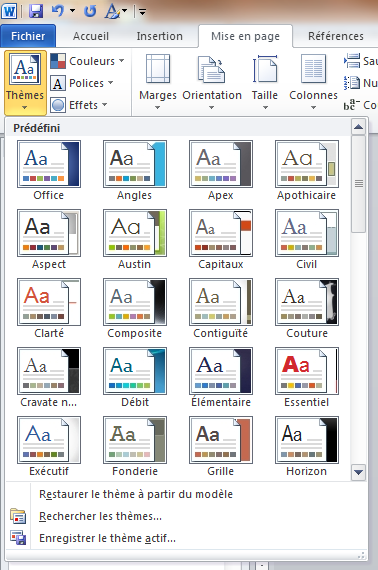 Fichier Accueil Insertion Mise en page Références
Aa Thèmes
Couleurs
Polices
Effets
Marges Orientation Taille Colonnes
Sau
Nu
Co
Prédéfini
Aa Aa Aa Aa
Office Angles Apex Apothicaire
Aa Aa Aa Aa
Aspect Austin Capitaux Civil
Aa Aa Aa Aa
Clarté Composite Contiguïté Couture
Aa Aa Aa Aa
Cravate n... Débit Élémentaire Essentiel
Aa Aa Aa Aa
Exécutif Fonderie Grille Horizon
Restaurer le thème à partir du modèle
Rechercher les thèmes...
Enregistrer le thème actif...